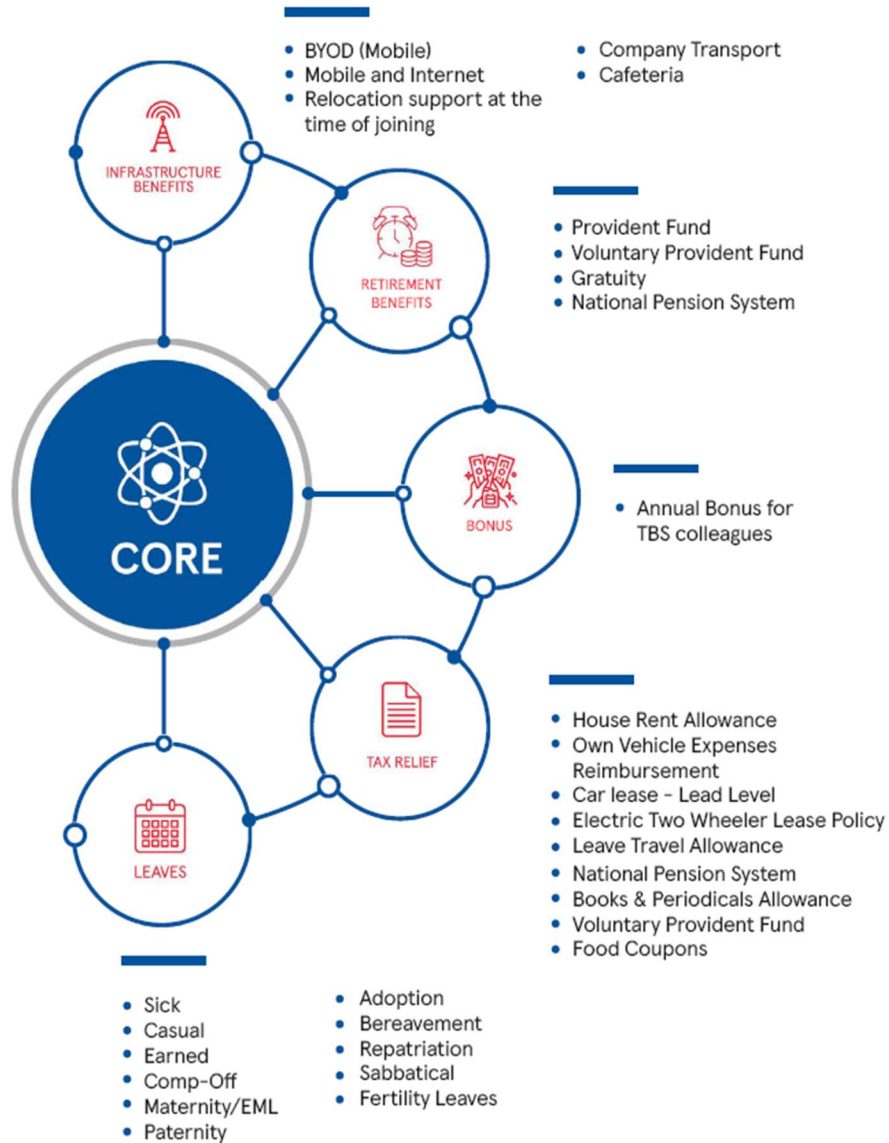 BYOD (Mobile)
Mobile and Internet
Relocation support at the
time of joining
Company Transport
Cafeteria
INFRASTRUCTURE
BENEFITS
RETIREMENT
BENEFITS
Provident Fund
Voluntary Provident Fund
Gratuity
National Pension System
CORE
BONUS
Annual Bonus for
TBS colleagues
TAX RELIEF
House Rent Allowance
Own Vehicle Expenses
Reimbursement
Car lease - Lead Level
Electric Two Wheeler Lease Policy
Leave Travel Allowance
National Pension System
Books & Periodicals Allowance
Voluntary Provident Fund
Food Coupons
LEAVES
Sick
Casual
Earned
Comp-Off
Maternity/EML
Paternity
Adoption
Bereavement
Repatriation
Sabbatical
Fertility Leaves